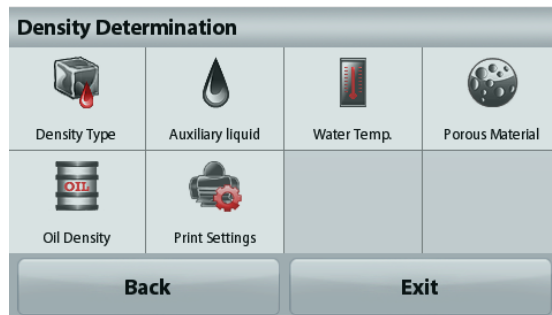 Density Determination
Density Type
Auxiliary liquid
Water Temp.
Porous Material
OIL
Oil Density
Print Settings
Back
Exit